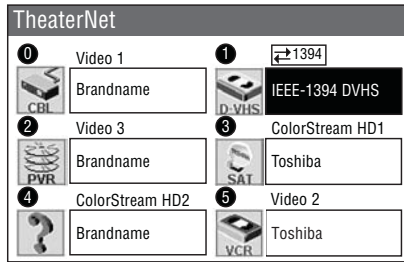 TheaterNet
0 Video 1
CBL Brandname
1 1394
D-VHS IEEE-1394 DVHS
2 Video 3
PVR Brandname
3 ColorStream HD1
SAT Toshiba
4 ColorStream HD2
Brandname
5 Video 2
VCR Toshiba